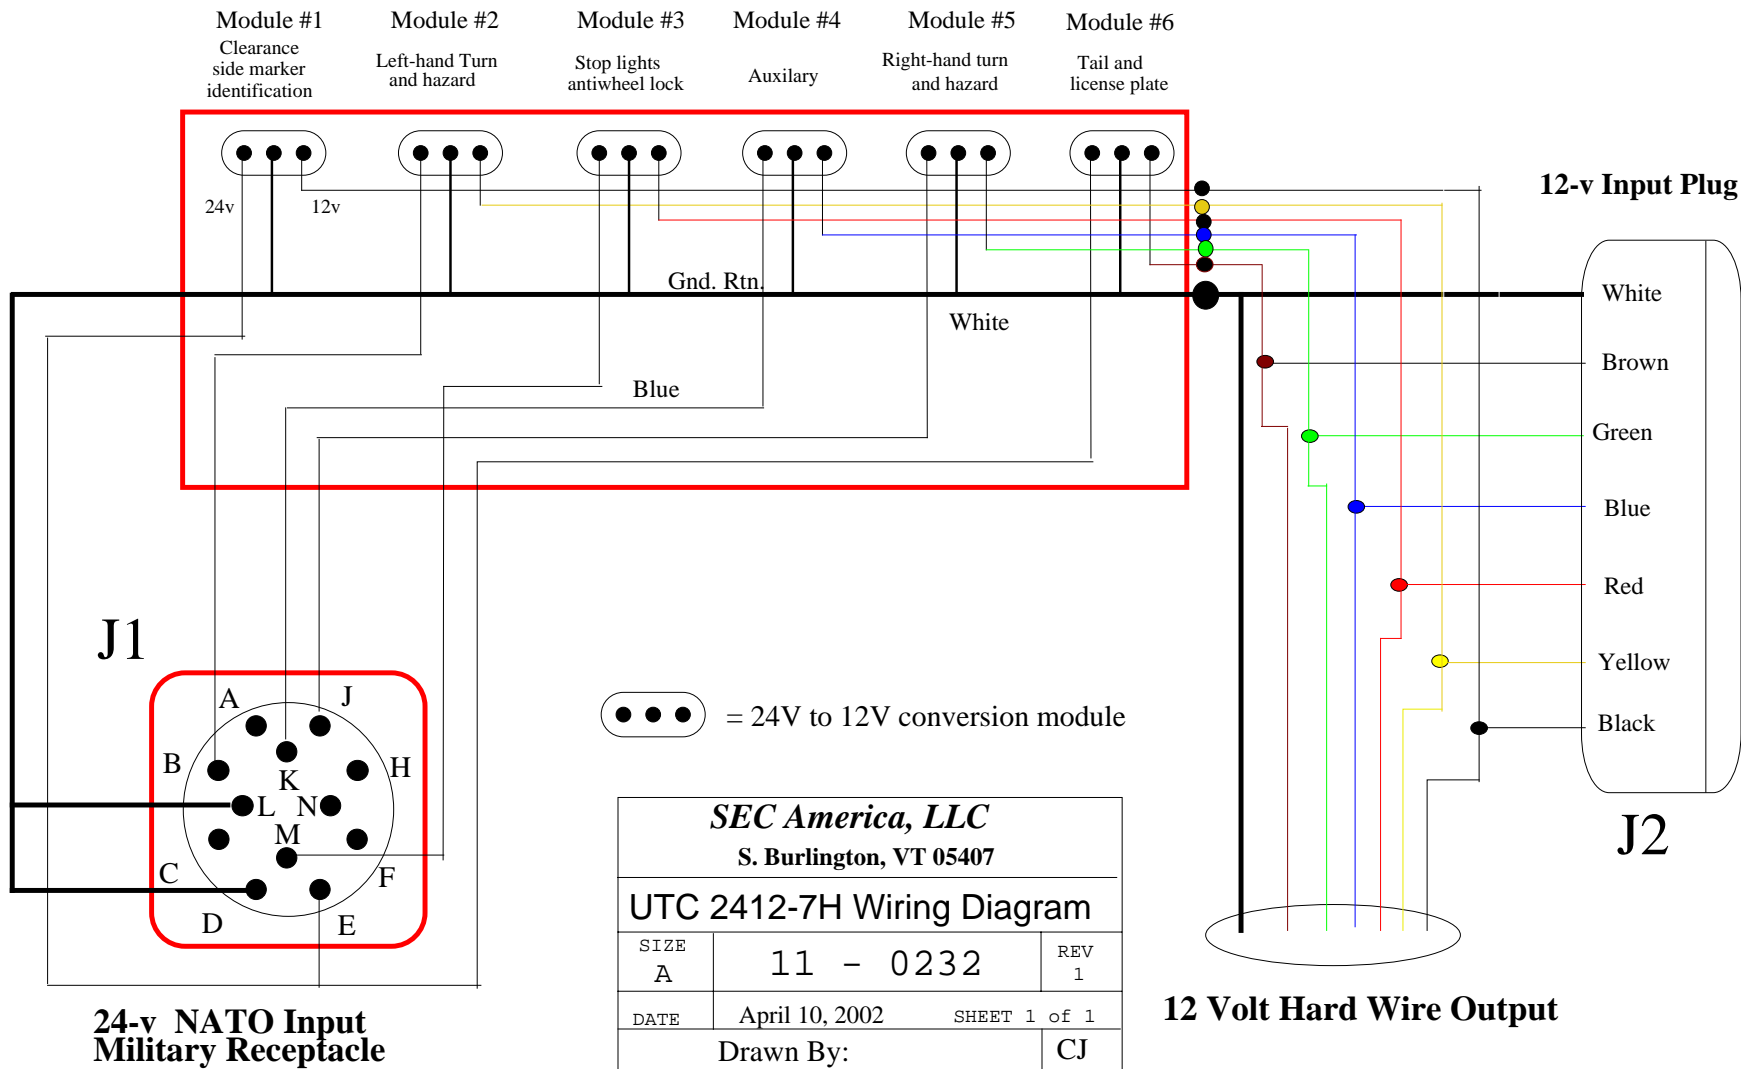 Module #1
Module #2
Module #3
Module #4
Module #5
Module #6
Clearance
side marker
identification
Left-hand Turn
and hazard
Stop lights
antiwheel lock
Auxilary
Right-hand turn
and hazard
Tail and
license plate
24v
12v
12-v Input Plug
Gnd. Rtn.
White
Blue
White
Brown
Green
Blue
Red
Yellow
Black
J2
J1
A
J
B
H
K
L
N
M
C
F
D
E
= 24V to 12V conversion module
24-v NATO Input
Military Receptacle
SEC America, LLC
S. Burlington, VT 05407
UTC 2412-7H Wiring Diagram
SIZE
A
11 - 0232
REV
1
DATE
April 10, 2002
SHEET 1 of 1
Drawn By:
CJ
12 Volt Hard Wire Output